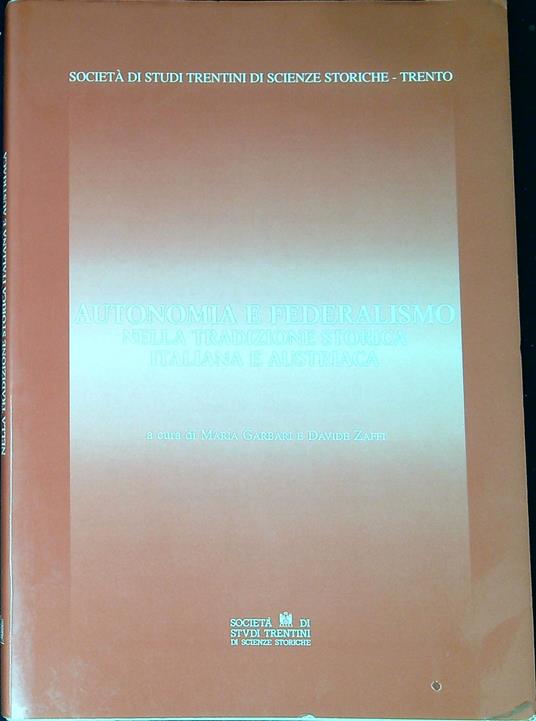 SOCIETÀ DI STUDI TRENTINI DI SCIENZE STORICHE - TRENTO
AUTONOMIA E FEDERALISMO
NELLA TRADIZIONE STORICA
ITALIANA E AUSTRIACA
a cura di MARIA GARBARI E DAVIDE ZAFFI
SOCIETÀ DI
STVDI TRENTINI
DI SCIENZE STORICHE
NELLA TRADIZIONE STORICA ITALIANA E AUSTRIACA